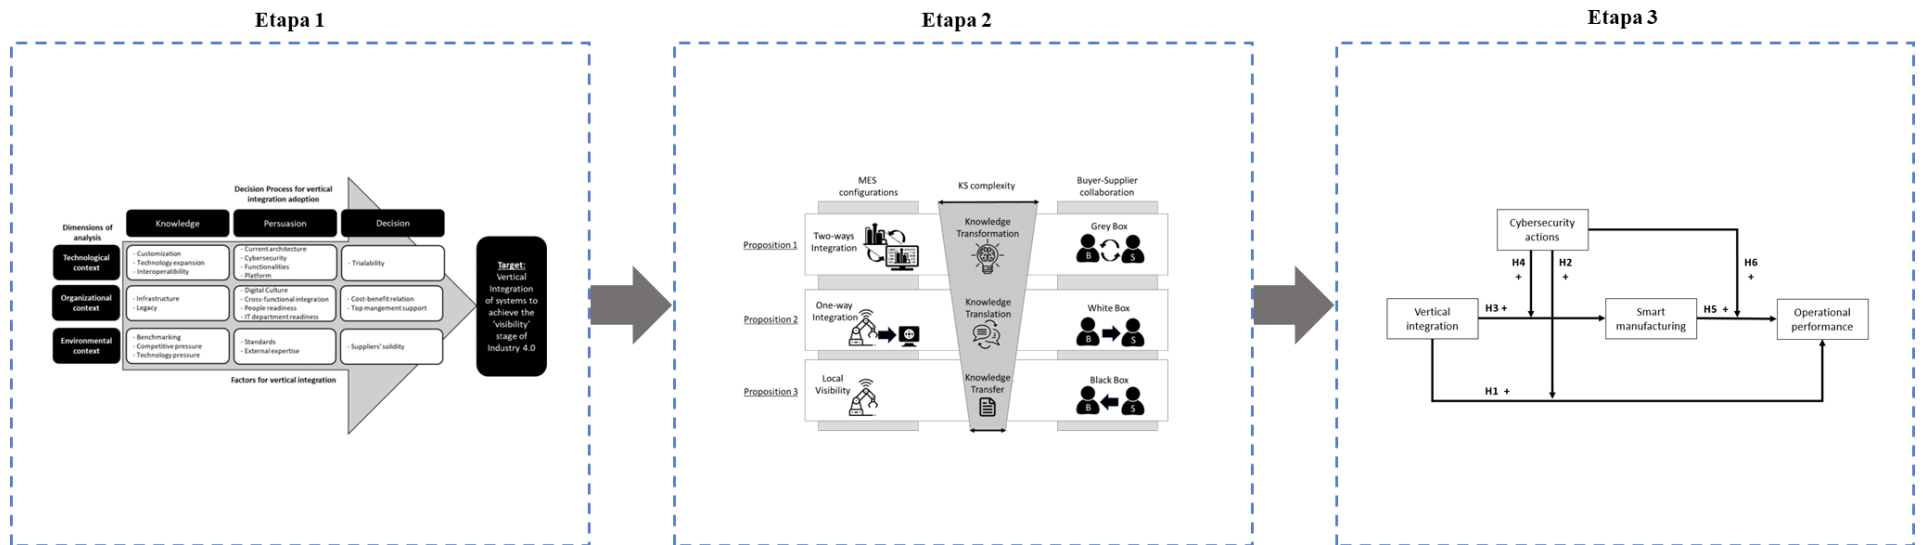 Etapa 1
Decision Process for vertical
integration adoption
Dimensions of
analysis
Knowledge
Persuasion
Decision
Technological
context
- Customization
- Technology expansion
- Interoperability
- Current architecture
- Cybersecurity
- Functionalities
- Platform
- Trialability
Organizational
context
- Infrastructure
- Legacy
- Digital Culture
- Cross-functional integration
- People readiness
- IT department readiness
- Cost-benefit relation
- Top mangement support
Environmental
context
- Benchmarking
- Competitive pressure
- Technology pressure
- Standards
- External expertise
- Suppliers' solidity
Factors for vertical integration
Target:
Vertical
Integration
of systems to
achieve the
'visibility'
stage of
Industry 4.0
Etapa 2
MES
configurations
KS complexity
Buyer-Supplier
collaboration
Proposition 1
Two-ways
Integration
Knowledge
Transformation
Grey Box
B
S
Proposition 2
One-way
Integration
Knowledge
Translation
White Box
B
S
Proposition 3
Local
Visibility
Knowledge
Transfer
Black Box
B
S
Etapa 3
Cybersecurity
actions
H4
+
H2
+
H6
+
Vertical
integration
H3 +
Smart
manufacturing
H5 +
Operational
performance
H1 +